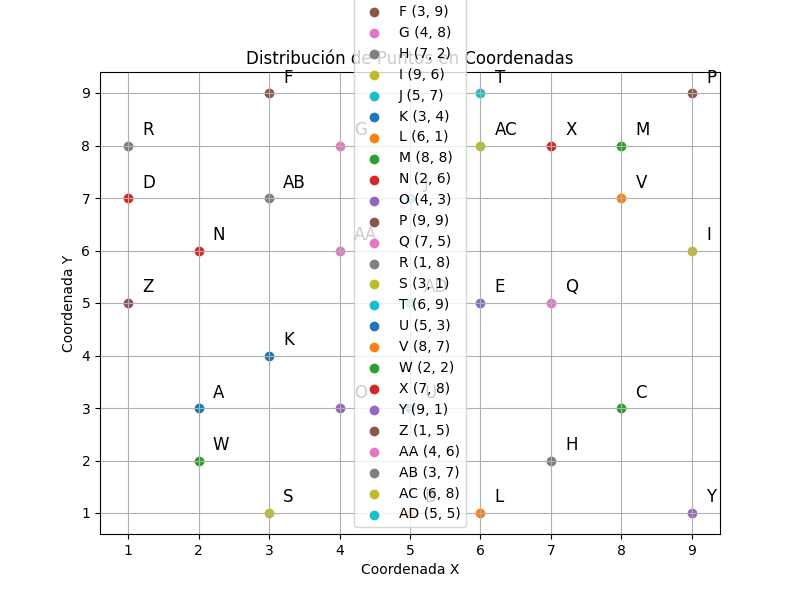 Distribución de Puntos en Coordenadas
F (3, 9)
G (4, 8)
H (7, 2)
I (9, 6)
J (5, 7)
K (3, 4)
L (6, 1)
M (8, 8)
N (2, 6)
O (4, 3)
P (9, 9)
Q (7, 5)
R (1, 8)
S (3, 1)
T (6, 9)
U (5, 3)
V (8, 7)
W (2, 2)
X (7, 8)
Y (9, 1)
Z (1, 5)
AA (4, 6)
AB (3, 7)
AC (6, 8)
AD (5, 5)
F T P
R G AC X M
D AB J V
N AA I
Z AD E Q
K
A O U C
W H
S B L Y
9
8
7
6
5
4
3
2
1
Coordenada Y
1 2 3 4 5 6 7 8 9
Coordenada X